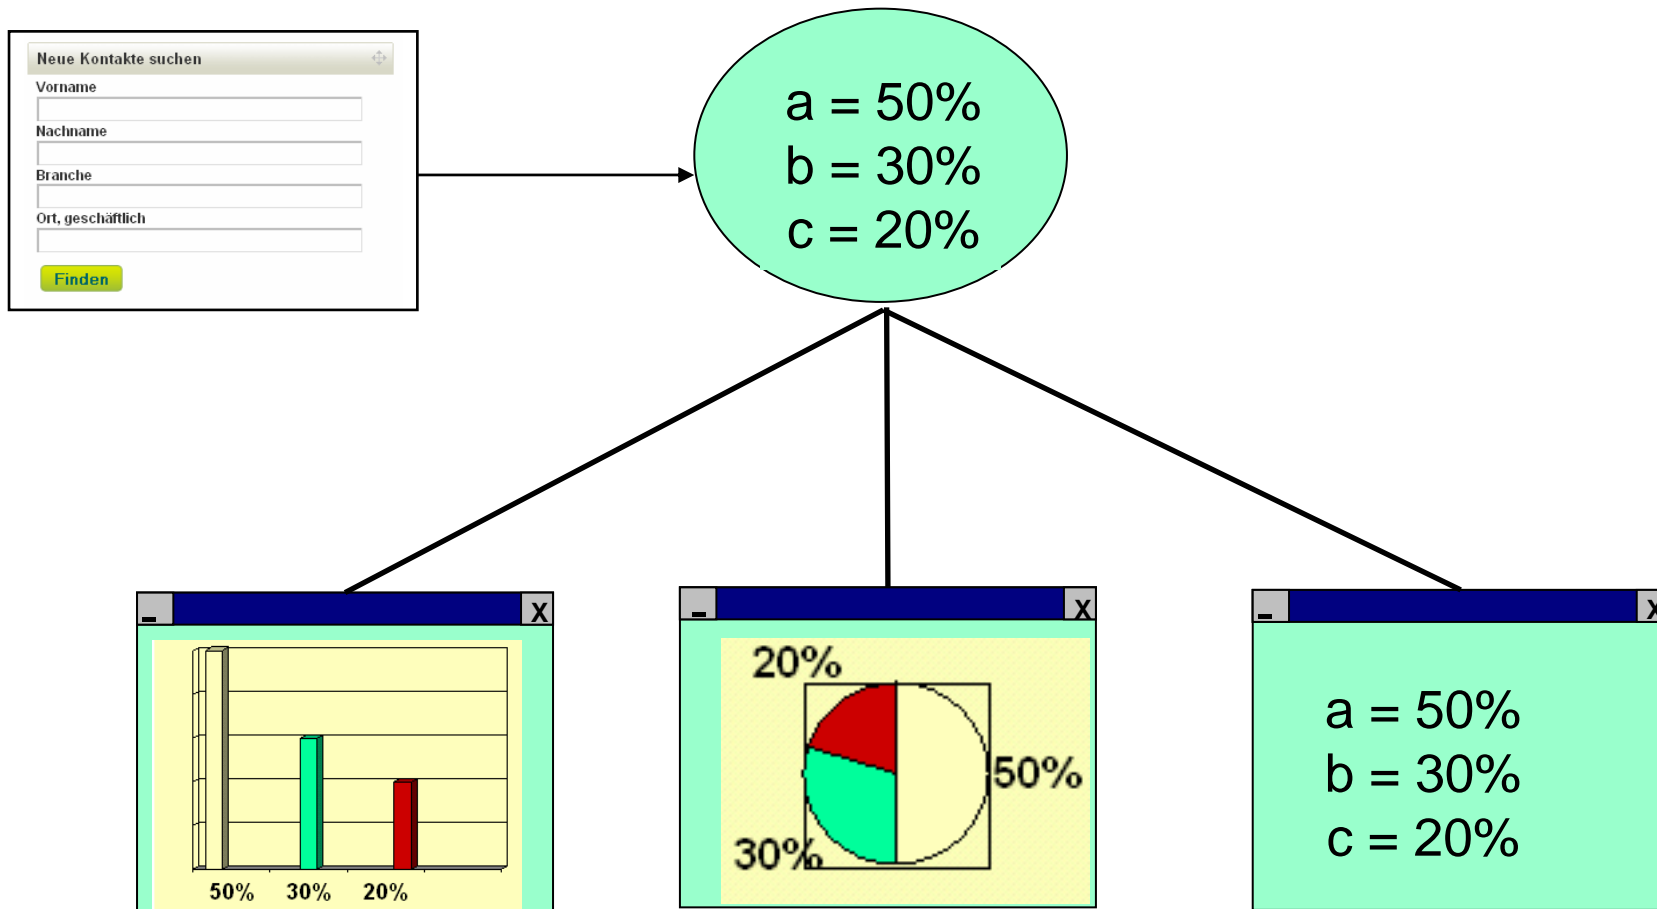 Neue Kontakte suchen
Vorname
Nachname
Branche
Ort, geschäftlich
Finden
a = 50%
b = 30%
c = 20%
X
50% 30% 20%
X
20%
50%
30%
X
a = 50%
b = 30%
c = 20%